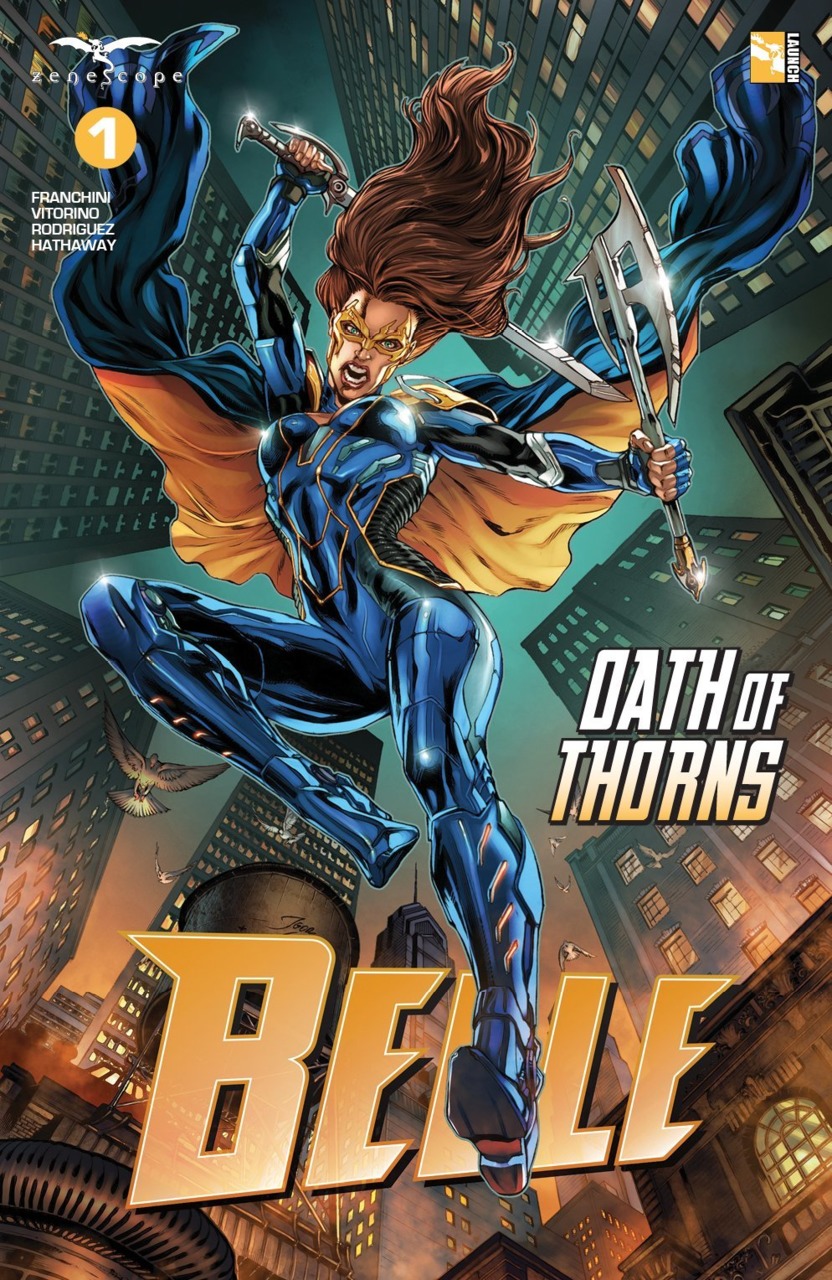 zenescope
LAUNCH
1
FRANCHINI
VITORINO
RODRIGUEZ
HATHAWAY
OATH OF
THORNS
BELLE